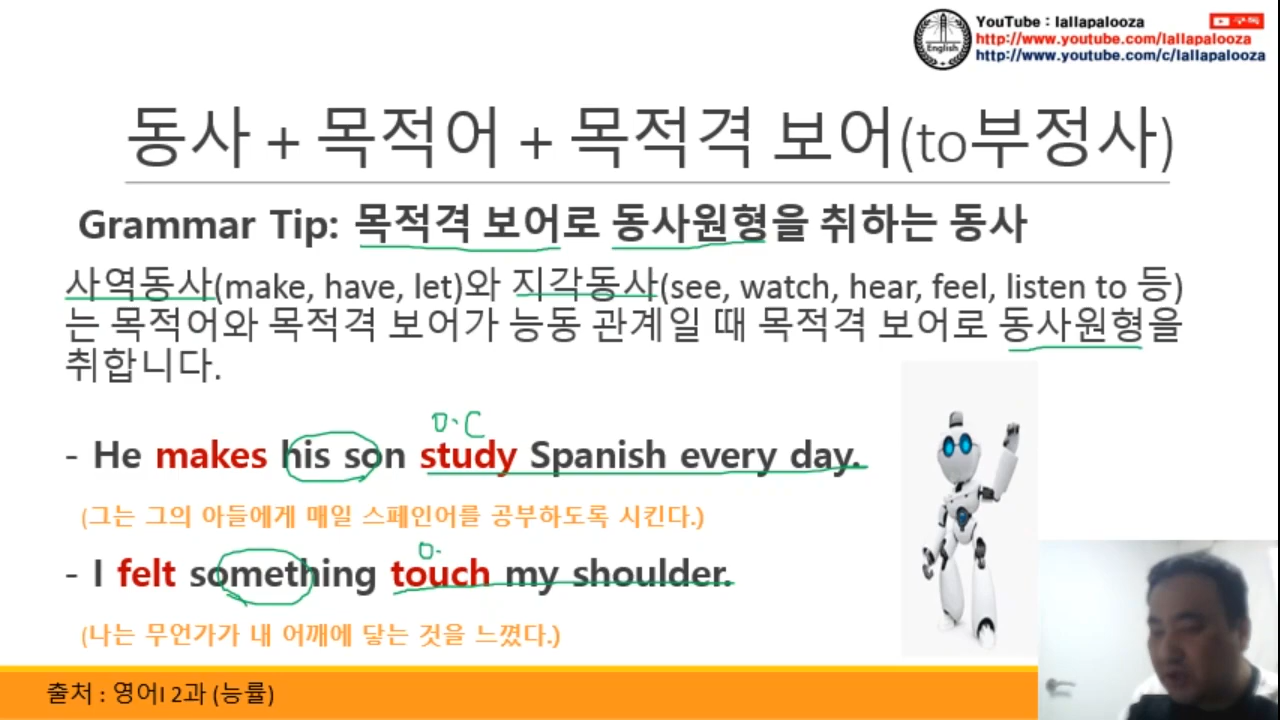 YouTube : lallapalooza
구독
http://www.youtube.com/lallapalooza
English
http://www.youtube.com/c/lallapalooza
동사 + 목적어 + 목적격 보어(to부정사)
Grammar Tip: 목적격 보어로 동사원형을 취하는 동사
사역동사(make, have, let)와 지각동사(see, watch, hear, feel, listen to 등)
는 목적어와 목적격 보어가 능동 관계일 때 목적격 보어로 동사원형을
취합니다.
O.C
- He makes his son study Spanish every day.
(그는 그의 아들에게 매일 스페인어를 공부하도록 시킨다.)
O.
- I felt something touch my shoulder.
(나는 무언가가 내 어깨에 닿는 것을 느꼈다.)
출처 : 영어I 2과 (능률)